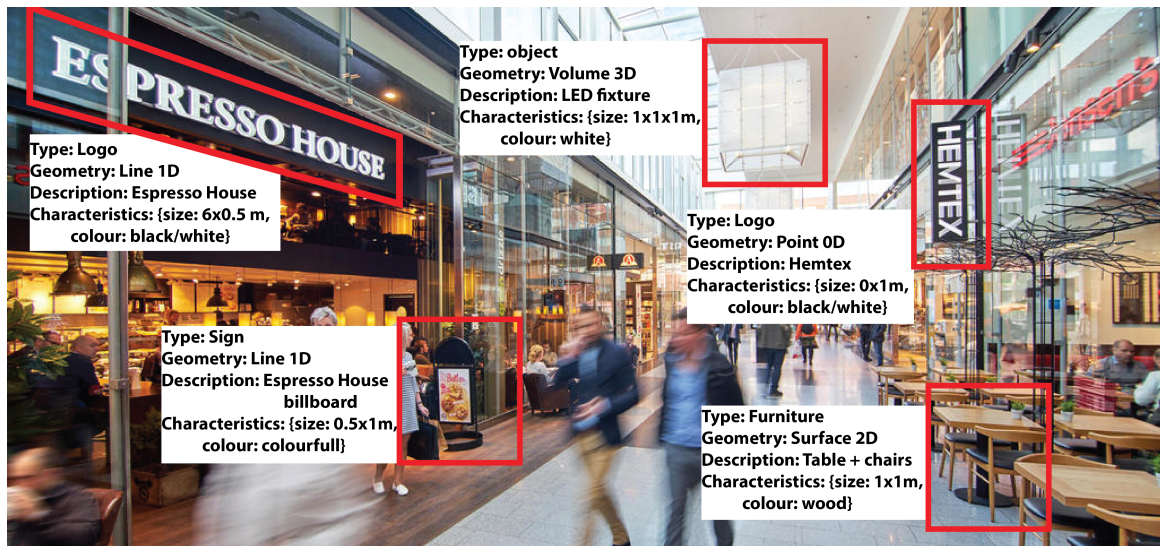 ESPRESSO HOUSE
Type: Logo
Geometry: Line 1D
Description: Espresso House
Characteristics: {size: 6x0.5 m,
colour: black/white}
Type: object
Geometry: Volume 3D
Description: LED fixture
Characteristics: {size: 1x1x1m,
colour: white}
HEMTEX
Type: Logo
Geometry: Point 0D
Description: Hemtex
Characteristics: {size: 0x1m,
colour: black/white}
Type: Sign
Geometry: Line 1D
Description: Espresso House
billboard
Characteristics: {size: 0.5x1m,
colour: colourfull}
Type: Furniture
Geometry: Surface 2D
Description: Table + chairs
Characteristics: {size: 1x1m,
colour: wood}